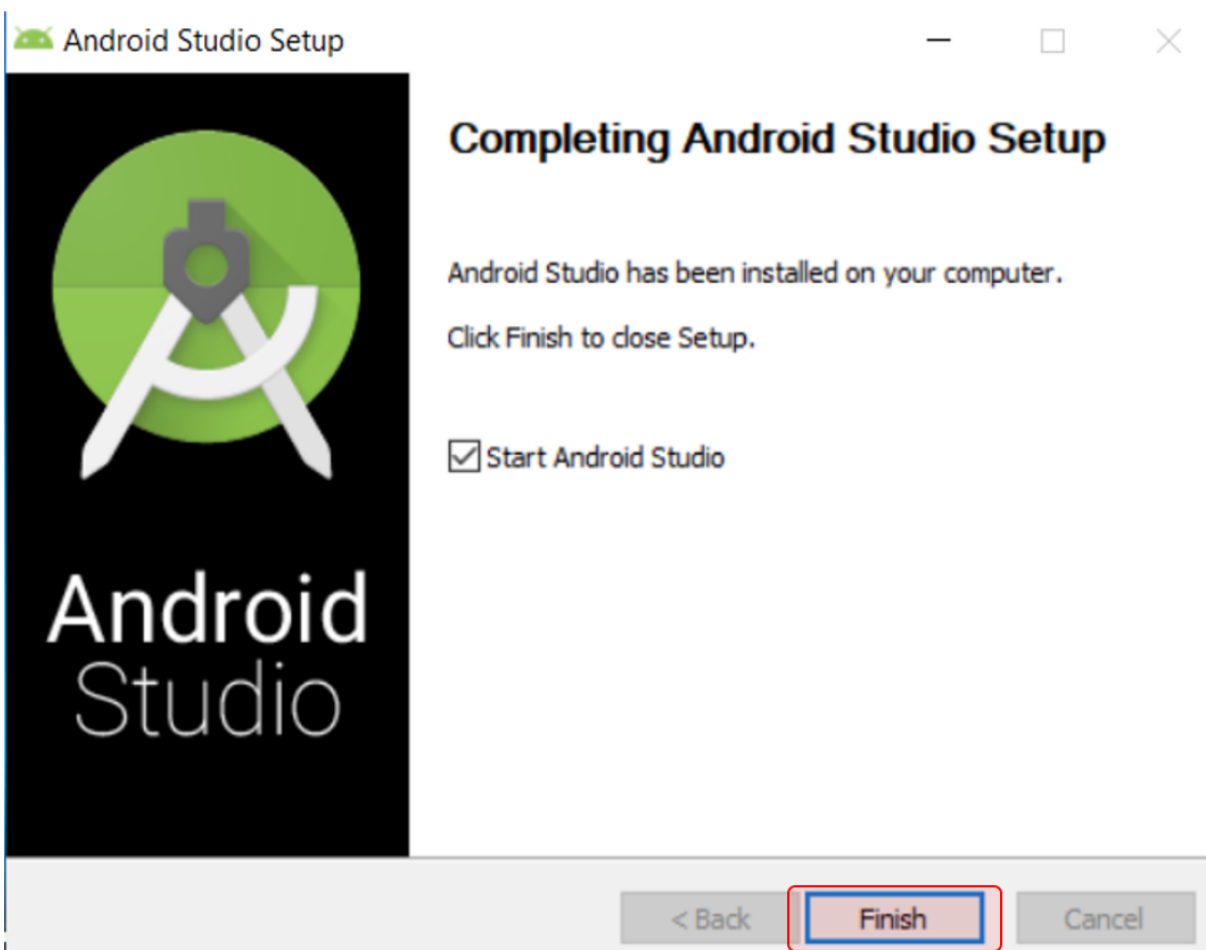 Android Studio Setup
Android
Studio
Completing Android Studio Setup
Android Studio has been installed on your computer.
Click Finish to close Setup.
Start Android Studio
< Back
Finish
Cancel